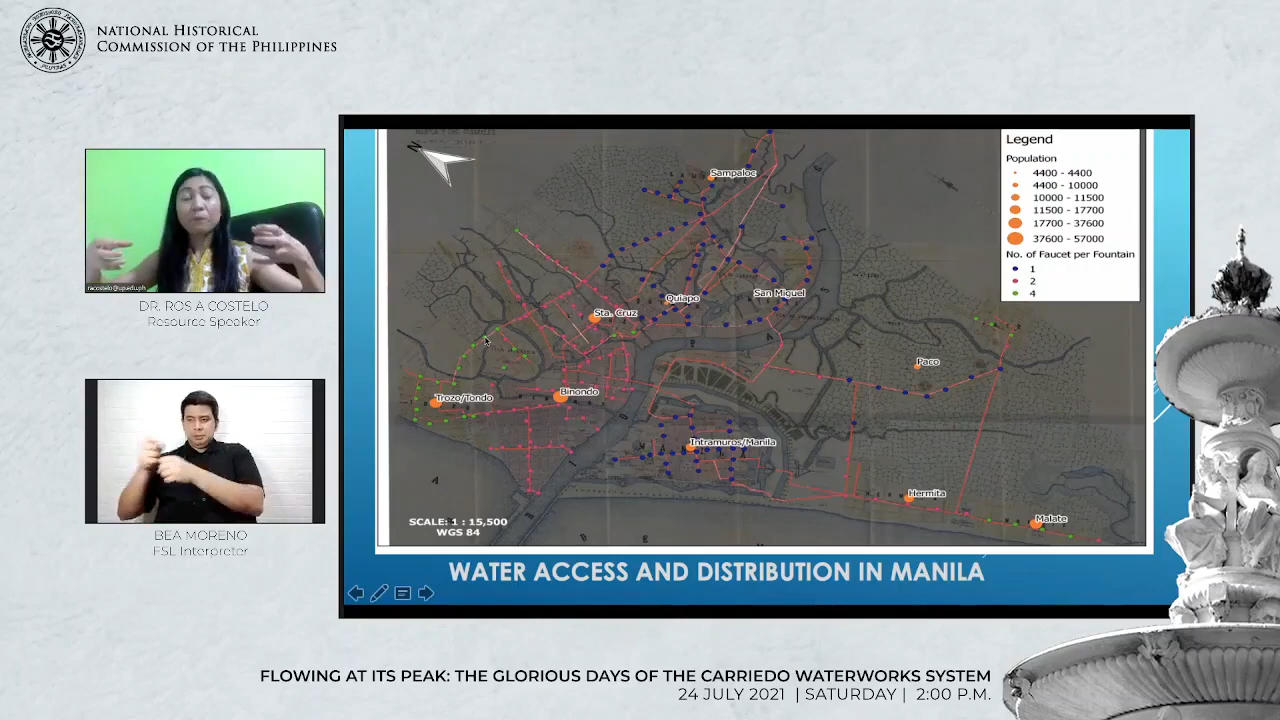 NATIONAL HISTORICAL
COMMISSION OF THE PHILIPPINES
racostelo@up.edu.ph
DR. ROS A COSTELO
Resource Speaker
BEA MORENO
FSL Interpreter
N
Sampaloc
Quiapo
San Miguel
Sta. Cruz
Paco
Trozo/Tondo
Binondo
Intramuros/Manila
Hermita
Malate
SCALE: 1 : 15,500
WGS 84
Legend
Population
4400 - 4400
4400 - 10000
10000 - 11500
11500 - 17700
17700 - 37600
37600 - 57000
No. of Faucet per Fountain
1
2
4
WATER ACCESS AND DISTRIBUTION IN MANILA
FLOWING AT ITS PEAK: THE GLORIOUS DAYS OF THE CARRIEDO WATERWORKS SYSTEM
24 JULY 2021 | SATURDAY | 2:00 P.M.